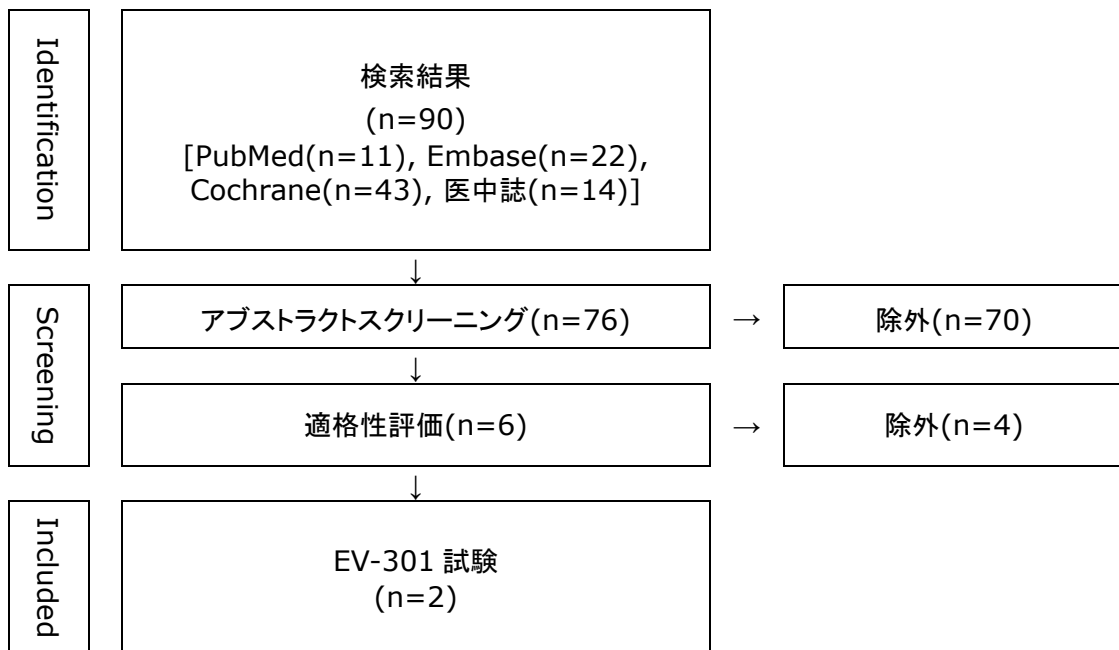 Identification
検索結果
(n=90)
[PubMed(n=11), Embase(n=22),
Cochrane(n=43), 医中誌(n=14)]
↓
Screening
アブストラクトスクリーニング(n=76)
→
除外(n=70)
↓
適格性評価(n=6)
→
除外(n=4)
↓
Included
EV-301 試験
(n=2)